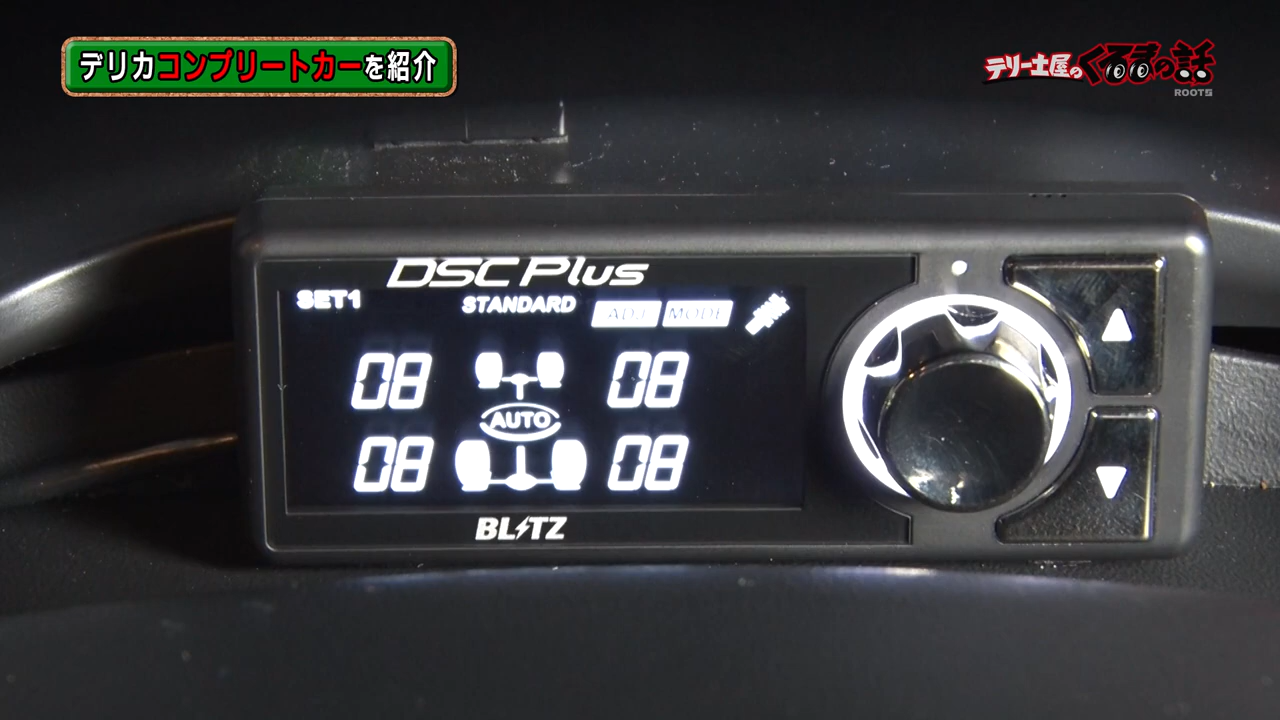 デリカコンプリートカーを紹介
テリー土屋のくるまの話
ROOTS
DSC Plus
SET1
STANDARD
ADJ
MODE
08
08
AUTO
08
08
BLITZ